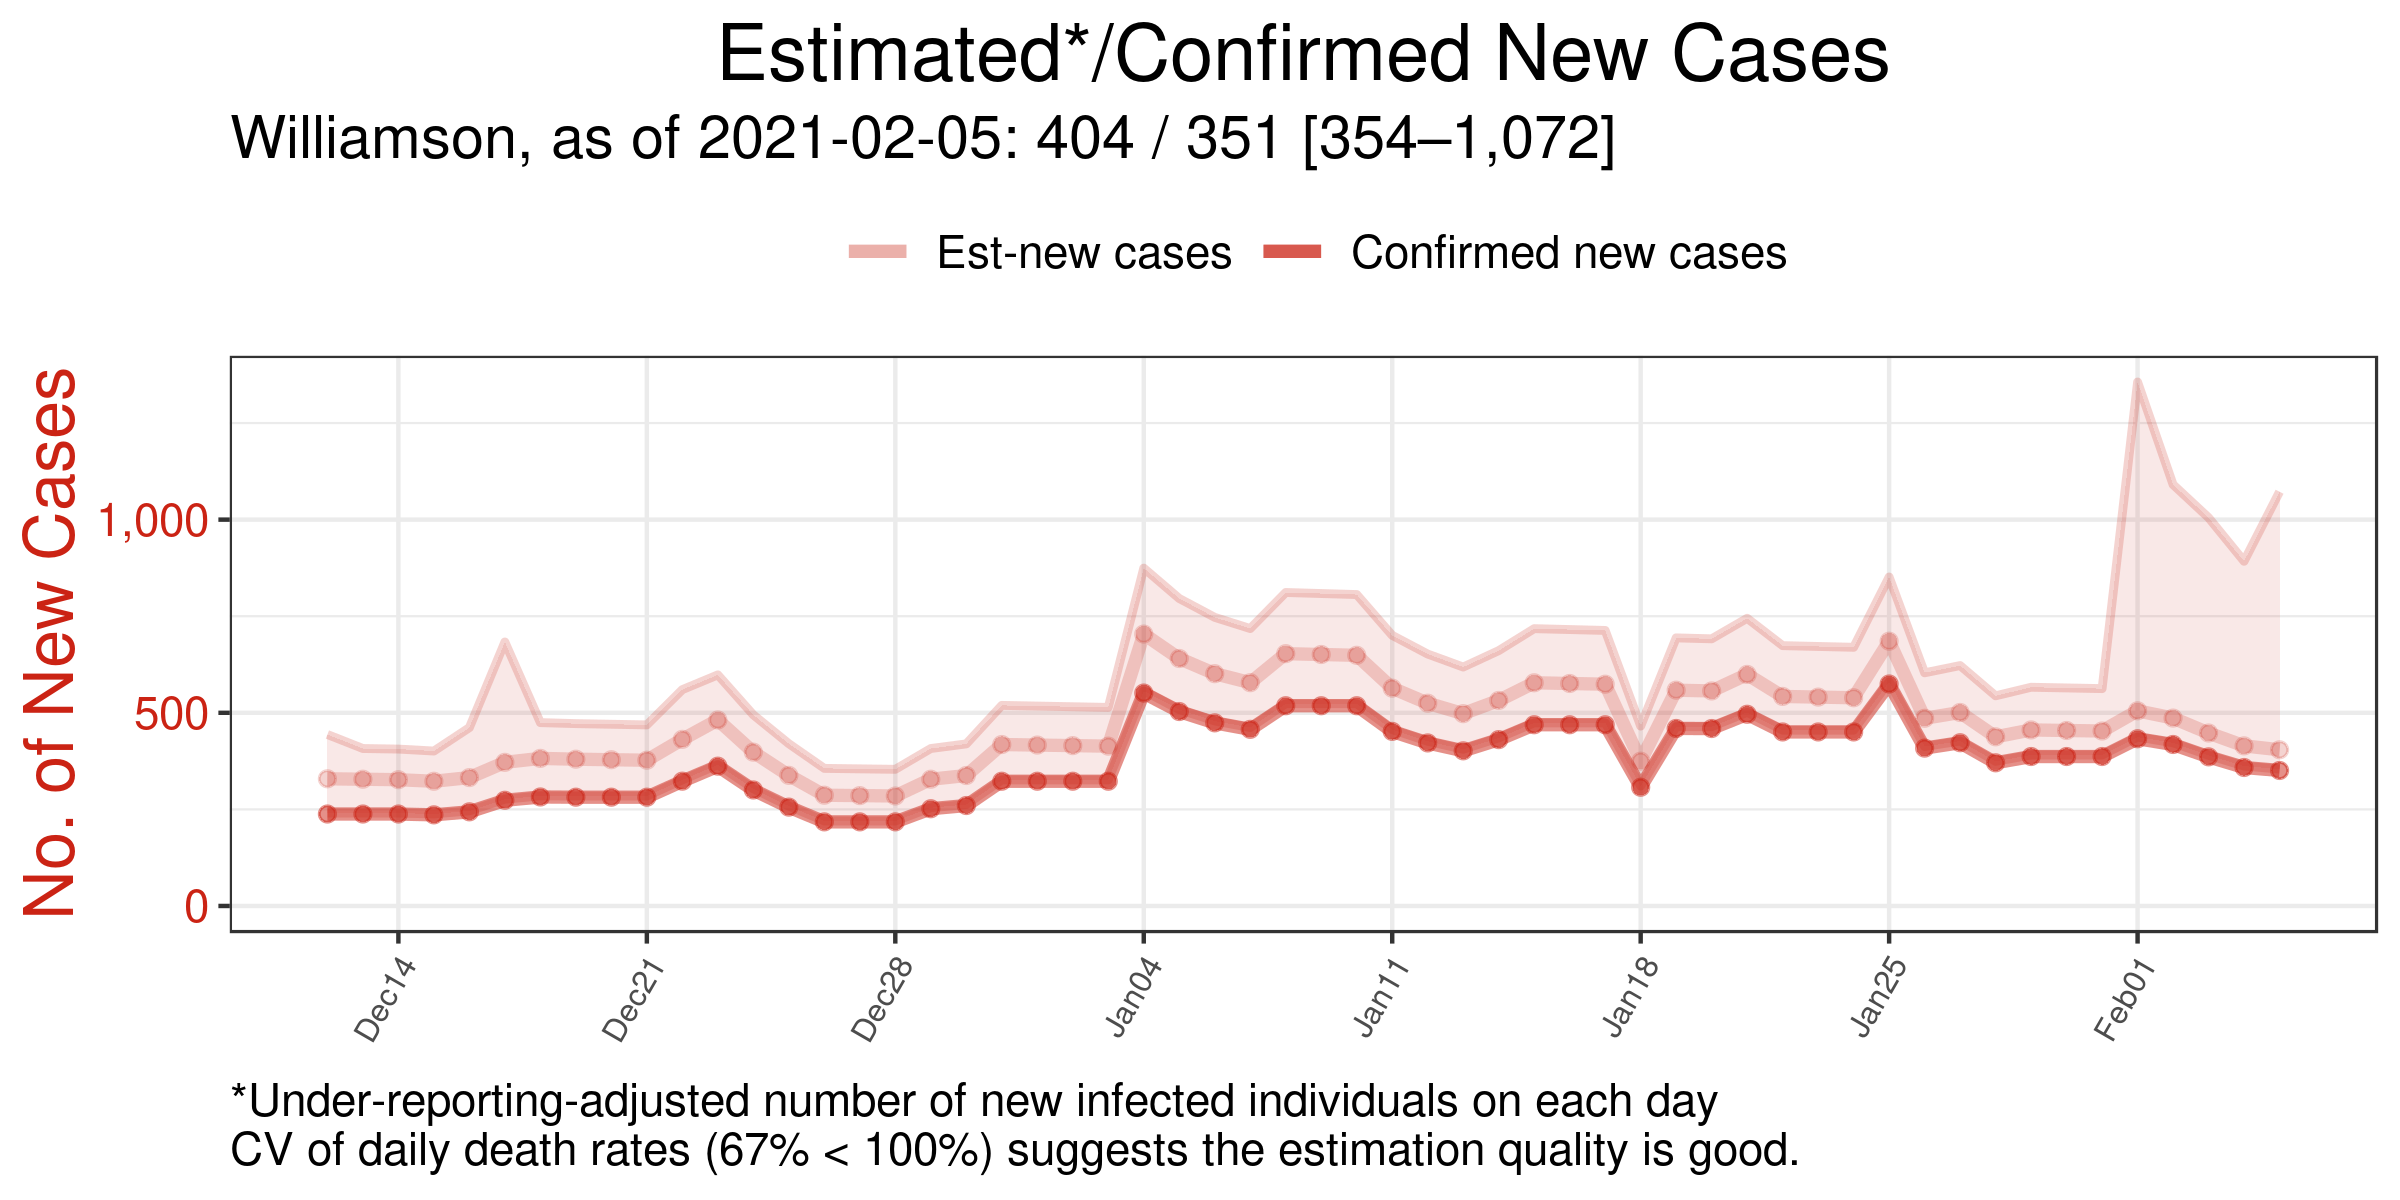 Estimated*/Confirmed New Cases
Williamson, as of 2021-02-05: 404 / 351 [354–1,072]
Est-new cases
Confirmed new cases
No. of New Cases
1,000
500
0
Dec14
Dec21
Dec28
Jan04
Jan11
Jan18
Jan25
Feb01
*Under-reporting-adjusted number of new infected individuals on each day
CV of daily death rates (67% < 100%) suggests the estimation quality is good.